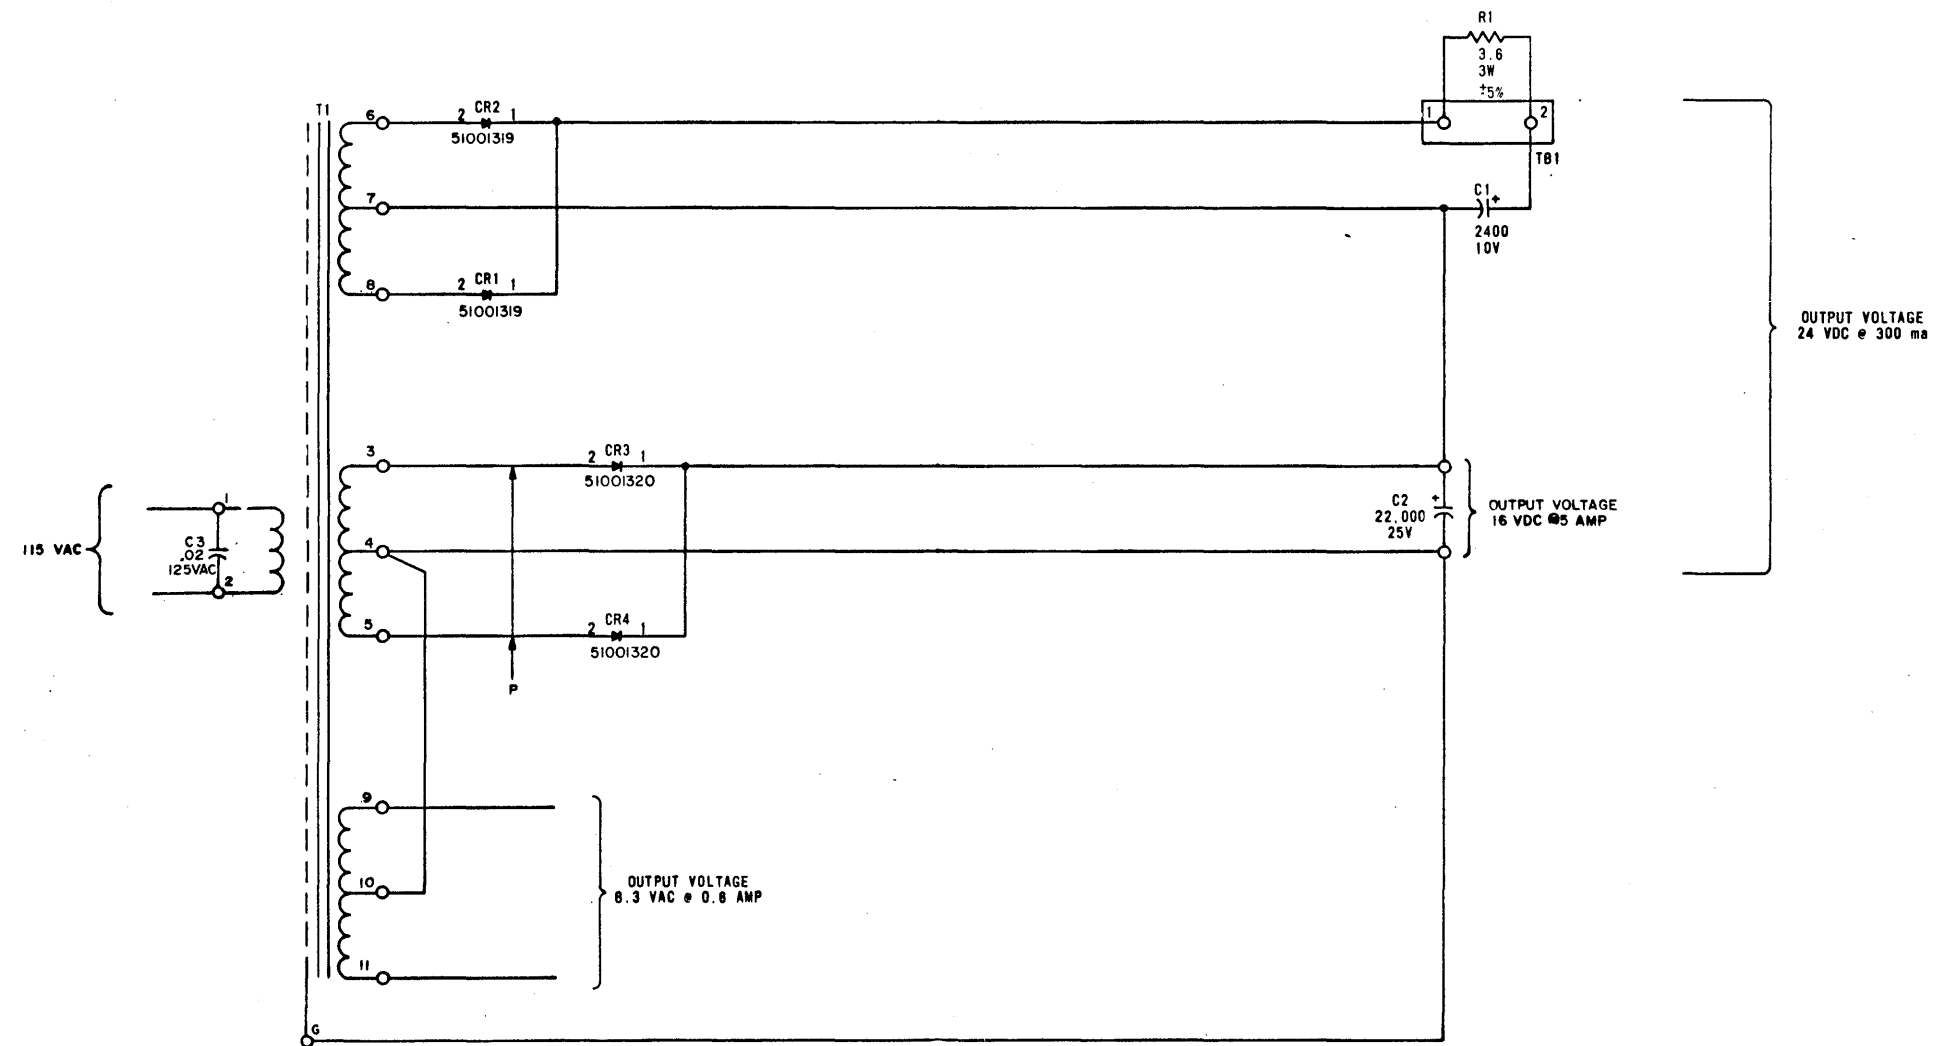 R1
3.6
3W
±5%
1
2
TB1
T1
6
2 CR2 1
51001319
7
C1
+
2400
10V
8
2 CR1 1
51001319
OUTPUT VOLTAGE
24 VDC @ 300 ma
3
2 CR3 1
51001320
115 VAC
1
C3
.02
125VAC
2
4
C2
+
22,000
25V
OUTPUT VOLTAGE
16 VDC @5 AMP
5
2 CR4 1
51001320
P
9
10
OUTPUT VOLTAGE
6.3 VAC @ 0.6 AMP
11
G